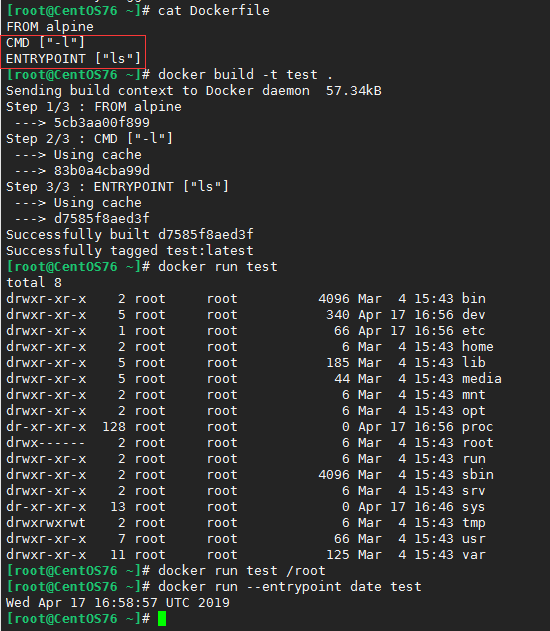 [root@CentOS76 ~]# cat Dockerfile
FROM alpine
CMD ["-l"]
ENTRYPOINT ["ls"]
[root@CentOS76 ~]# docker build -t test .
Sending build context to Docker daemon  57.34kB
Step 1/3 : FROM alpine
 ---> 5cb3aa00f899
Step 2/3 : CMD ["-l"]
 ---> Using cache
 ---> 83b0a4cba99d
Step 3/3 : ENTRYPOINT ["ls"]
 ---> Using cache
 ---> d7585f8aed3f
Successfully built d7585f8aed3f
Successfully tagged test:latest
[root@CentOS76 ~]# docker run test
total 8
drwxr-xr-x    2 root     root          4096 Mar  4 15:43 bin
drwxr-xr-x    5 root     root           340 Apr 17 16:56 dev
drwxr-xr-x    1 root     root            66 Apr 17 16:56 etc
drwxr-xr-x    2 root     root             6 Mar  4 15:43 home
drwxr-xr-x    5 root     root           185 Mar  4 15:43 lib
drwxr-xr-x    5 root     root            44 Mar  4 15:43 media
drwxr-xr-x    2 root     root             6 Mar  4 15:43 mnt
drwxr-xr-x    2 root     root             6 Mar  4 15:43 opt
dr-xr-xr-x  128 root     root             0 Apr 17 16:56 proc
drwx------    2 root     root             6 Mar  4 15:43 root
drwxr-xr-x    2 root     root             6 Mar  4 15:43 run
drwxr-xr-x    2 root     root          4096 Mar  4 15:43 sbin
drwxr-xr-x    2 root     root             6 Mar  4 15:43 srv
dr-xr-xr-x   13 root     root             0 Apr 17 16:46 sys
drwxrwxrwt    2 root     root             6 Mar  4 15:43 tmp
drwxr-xr-x    7 root     root            66 Mar  4 15:43 usr
drwxr-xr-x   11 root     root           125 Mar  4 15:43 var
[root@CentOS76 ~]# docker run test /root
[root@CentOS76 ~]# docker run --entrypoint date test
Wed Apr 17 16:58:57 UTC 2019
[root@CentOS76 ~]#